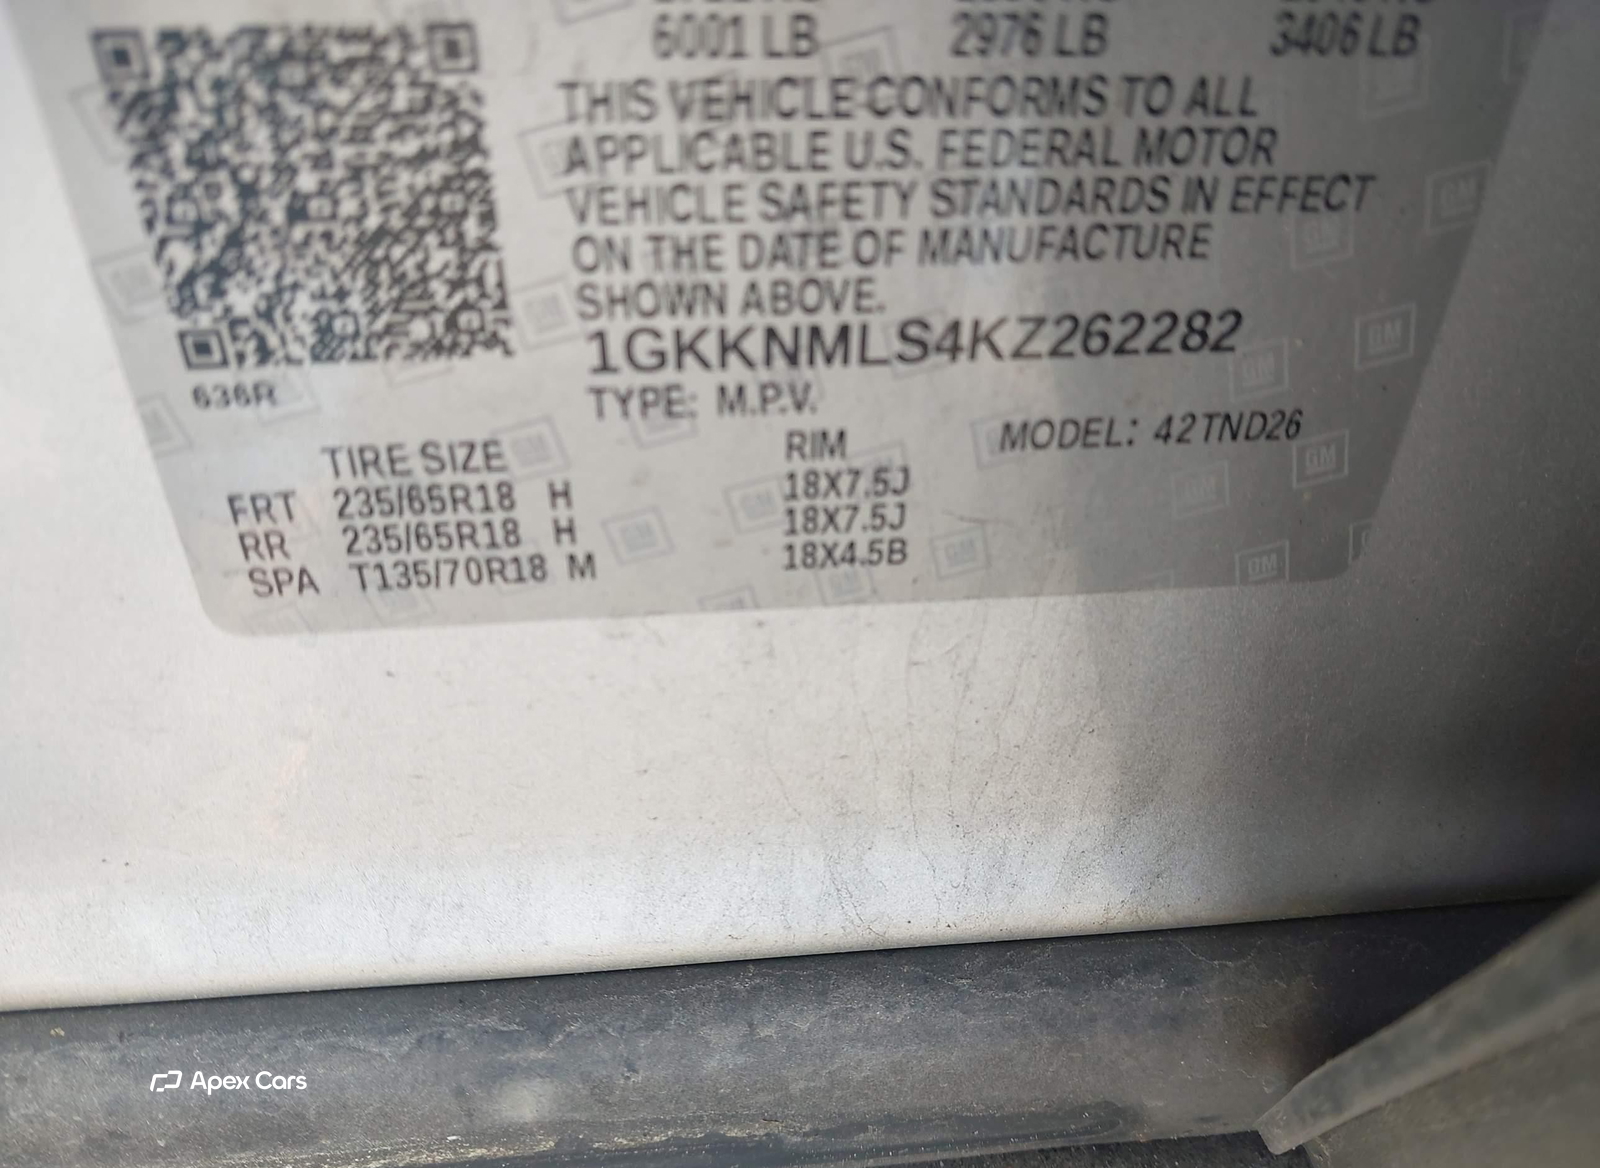 6001 LB 2976 LB 3406 LB
THIS VEHICLE CONFORMS TO ALL
APPLICABLE U.S. FEDERAL MOTOR
VEHICLE SAFETY STANDARDS IN EFFECT
ON THE DATE OF MANUFACTURE
SHOWN ABOVE.
1GKKNMLS4KZ262282
636R
TYPE: M.P.V.
MODEL: 42TND26
TIRE SIZE RIM
FRT 235/65R18 H 18X7.5J
RR 235/65R18 H 18X7.5J
SPA T135/70R18 M 18X4.5B
GM
Apex Cars